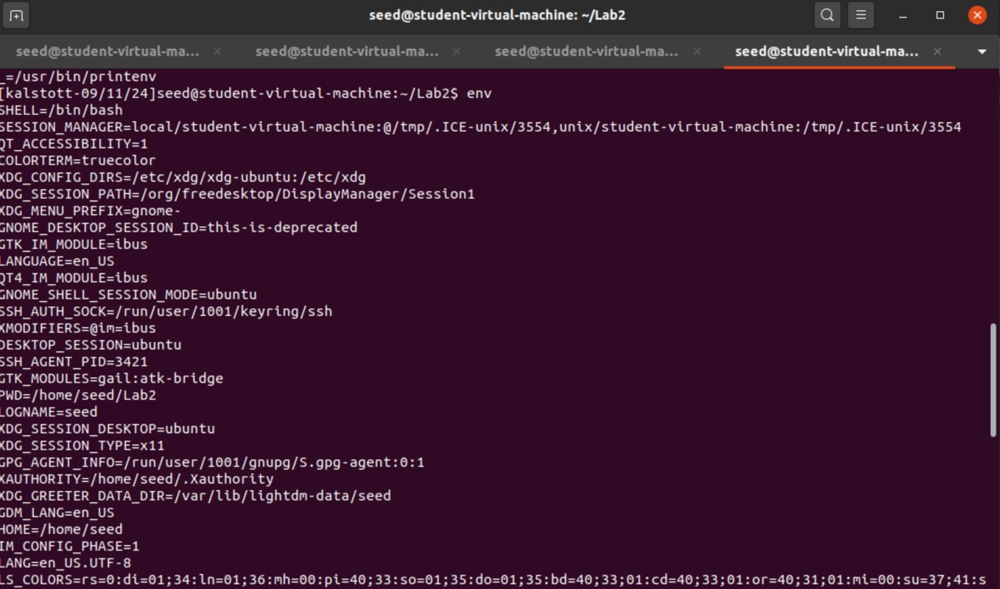 seed@student-virtual-machine: ~/Lab2
seed@student-virtual-ma... seed@student-virtual-ma... seed@student-virtual-ma... seed@student-virtual-ma...
_=/usr/bin/printenv
[kalstott-09/11/24]seed@student-virtual-machine:~/Lab2$ env
SHELL=/bin/bash
SESSION_MANAGER=local/student-virtual-machine:@/tmp/.ICE-unix/3554,unix/student-virtual-machine:/tmp/.ICE-unix/3554
QT_ACCESSIBILITY=1
COLORTERM=truecolor
XDG_CONFIG_DIRS=/etc/xdg/xdg-ubuntu:/etc/xdg
XDG_SESSION_PATH=/org/freedesktop/DisplayManager/Session1
XDG_MENU_PREFIX=gnome-
GNOME_DESKTOP_SESSION_ID=this-is-deprecated
GTK_IM_MODULE=ibus
LANGUAGE=en_US
QT4_IM_MODULE=ibus
GNOME_SHELL_SESSION_MODE=ubuntu
SSH_AUTH_SOCK=/run/user/1001/keyring/ssh
XMODIFIERS=@im=ibus
DESKTOP_SESSION=ubuntu
SSH_AGENT_PID=3421
GTK_MODULES=gail:atk-bridge
PWD=/home/seed/Lab2
LOGNAME=seed
XDG_SESSION_DESKTOP=ubuntu
XDG_SESSION_TYPE=x11
GPG_AGENT_INFO=/run/user/1001/gnupg/S.gpg-agent:0:1
XAUTHORITY=/home/seed/.Xauthority
XDG_GREETER_DATA_DIR=/var/lib/lightdm-data/seed
GDM_LANG=en_US
HOME=/home/seed
IM_CONFIG_PHASE=1
LANG=en_US.UTF-8
LS_COLORS=rs=0:di=01;34:ln=01;36:mh=00:pi=40;33:so=01;35:do=01;35:bd=40;33;01:cd=40;33;01:or=40;31;01:mi=00:su=37;41:s